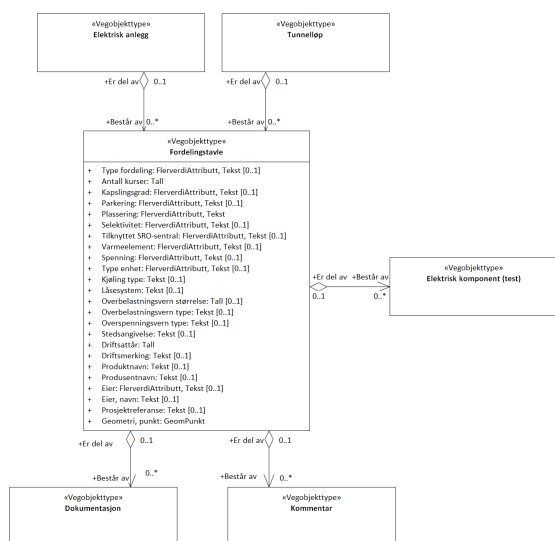 «Vegobjekttype»
Elektrisk anlegg
«Vegobjekttype»
Tunnelløp
+Er del av 0..1
+Er del av 0..1
+Består av 0..*
+Består av 0..*
«Vegobjekttype»
Fordelingstavle
+ Type fordeling: FlerverdiAttributt, Tekst [0..1]
+ Antall kurser: Tall
+ Kapslingsgrad: FlerverdiAttributt, Tekst [0..1]
+ Parkering: FlerverdiAttributt, Tekst [0..1]
+ Plassering: FlerverdiAttributt, Tekst
+ Selektivitet: FlerverdiAttributt, Tekst [0..1]
+ Tilknyttet SRO-sentral: FlerverdiAttributt, Tekst [0..1]
+ Varmeelement: FlerverdiAttributt, Tekst [0..1]
+ Spenning: FlerverdiAttributt, Tekst [0..1]
+ Type enhet: FlerverdiAttributt, Tekst [0..1]
+ Kjøling type: Tekst [0..1]
+ Låsesystem: Tekst [0..1]
+ Overbelastningsvern størrelse: Tall [0..1]
+ Overbelastningsvern type: Tekst [0..1]
+ Overspenningsvern type: Tekst [0..1]
+ Stedsangivelse: Tekst [0..1]
+ Driftsattår: Tall
+ Driftsmerking: Tekst [0..1]
+ Produktnavn: Tekst [0..1]
+ Produsentnavn: Tekst [0..1]
+ Eier: FlerverdiAttributt, Tekst [0..1]
+ Eier, navn: Tekst [0..1]
+ Prosjektreferanse: Tekst [0..1]
+ Geometri, punkt: GeomPunkt
+Er del av +Består av
0..1 0..*
«Vegobjekttype»
Elektrisk komponent (test)
+Er del av 0..1
+Er del av 0..1
+Består av 0..*
+Består av 0..*
«Vegobjekttype»
Dokumentasjon
«Vegobjekttype»
Kommentar